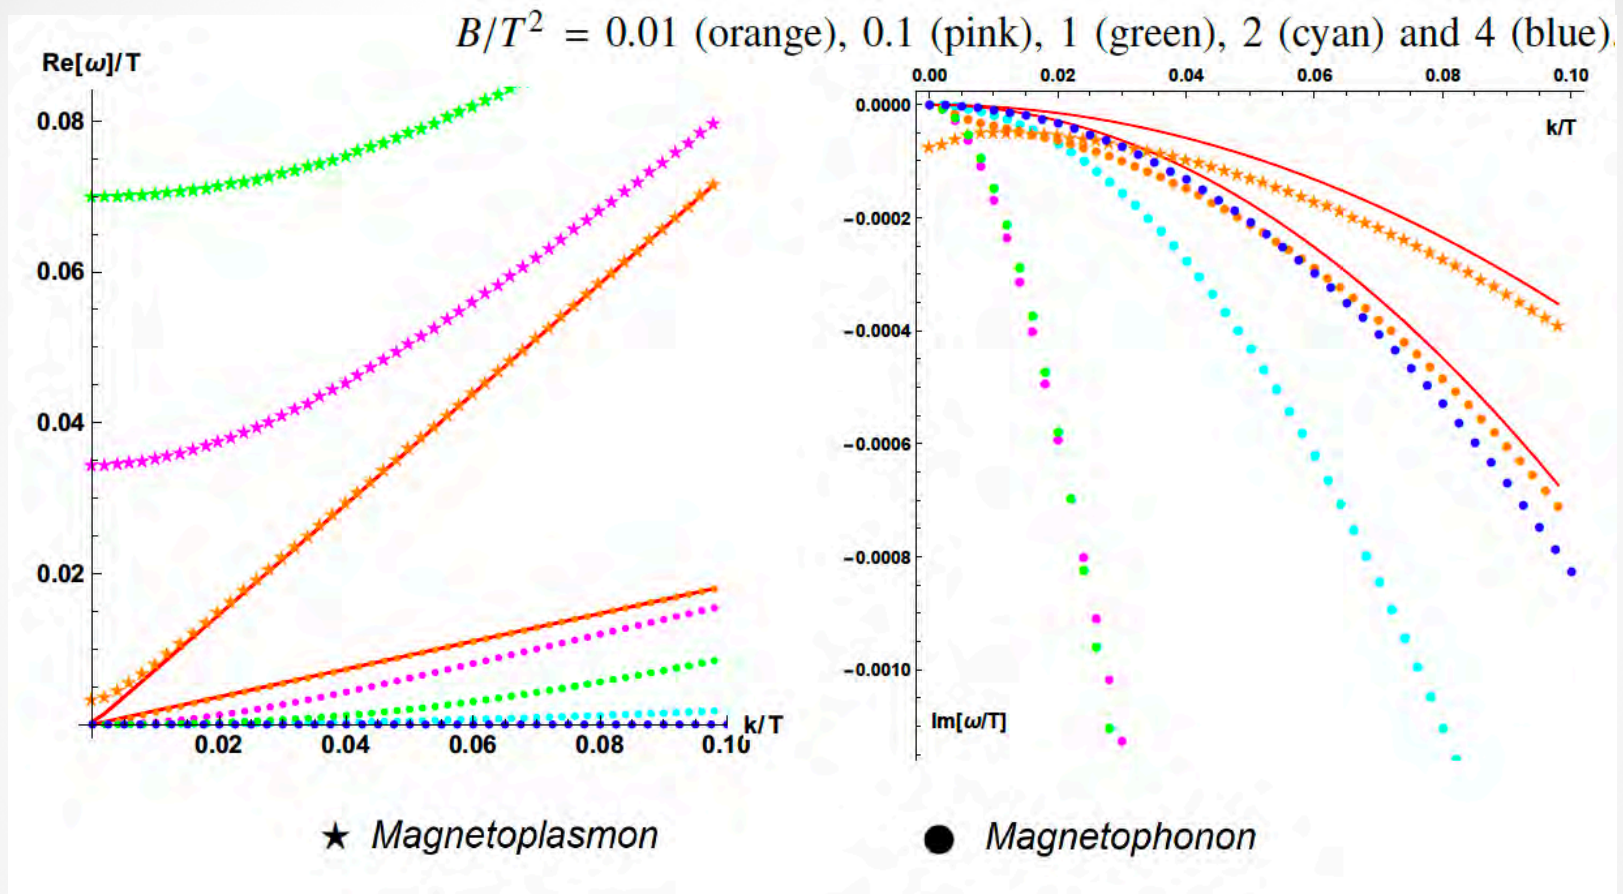 B/T² = 0.01 (orange), 0.1 (pink), 1 (green), 2 (cyan) and 4 (blue).
Re[ω]/T
0.08
0.06
0.04
0.02
0.02 0.04 0.06 0.08 0.10
k/T
0.00 0.02 0.04 0.06 0.08 0.10
k/T
0.0000
-0.0002
-0.0004
-0.0006
-0.0008
-0.0010
Im[ω/T]
★ Magnetoplasmon
● Magnetophonon